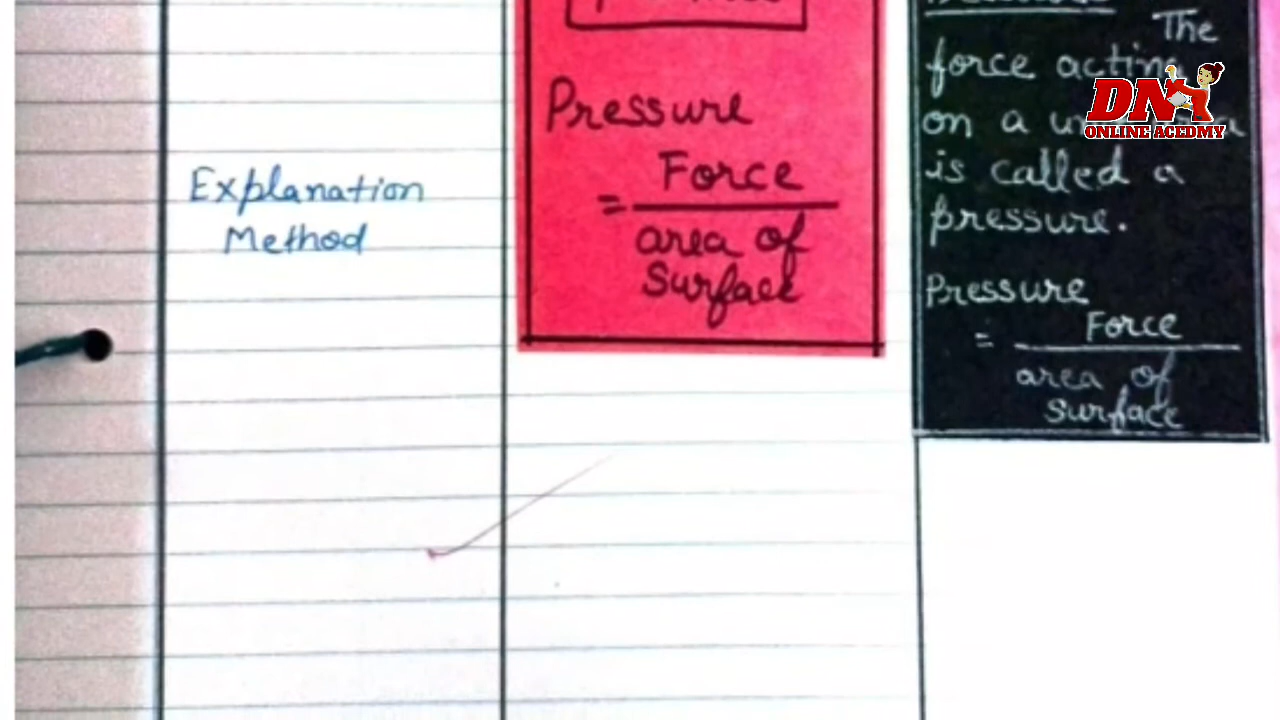 Explanation
Method
Pressure
Force
=
area of
Surface
The
force acting
on a
is called a
pressure.
Pressure
Force
=
area of
surface
DNA
ONLINE ACEDMY